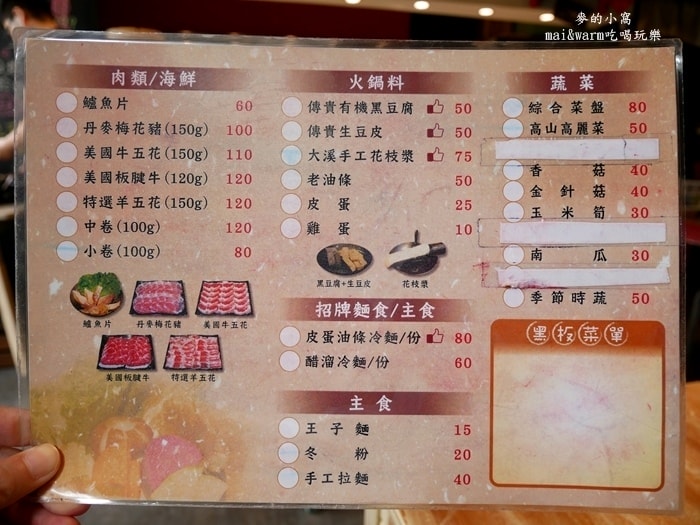 麥的小窩
mai&warm吃喝玩樂
肉類/海鮮
鱸魚片 60
丹麥梅花豬(150g) 100
美國牛五花(150g) 110
美國板腱牛(120g) 120
特選羊五花(150g) 120
中卷(100g) 120
小卷(100g) 80
鱸魚片
丹麥梅花豬
美國牛五花
美國板腱牛
特選羊五花
火鍋料
傳貴有機黑豆腐 50
傳貴生豆皮 50
大溪手工花枝漿 75
老油條 50
皮蛋 25
雞蛋 10
黑豆腐+生豆皮
花枝漿
招牌麵食/主食
皮蛋油條冷麵/份 80
醋溜冷麵/份 60
主食
王子麵 15
冬粉 20
手工拉麵 40
蔬菜
綜合菜盤 80
高山高麗菜 50
香菇 40
金針菇 40
玉米筍 30
南瓜 30
季節時蔬 50
黑板菜單